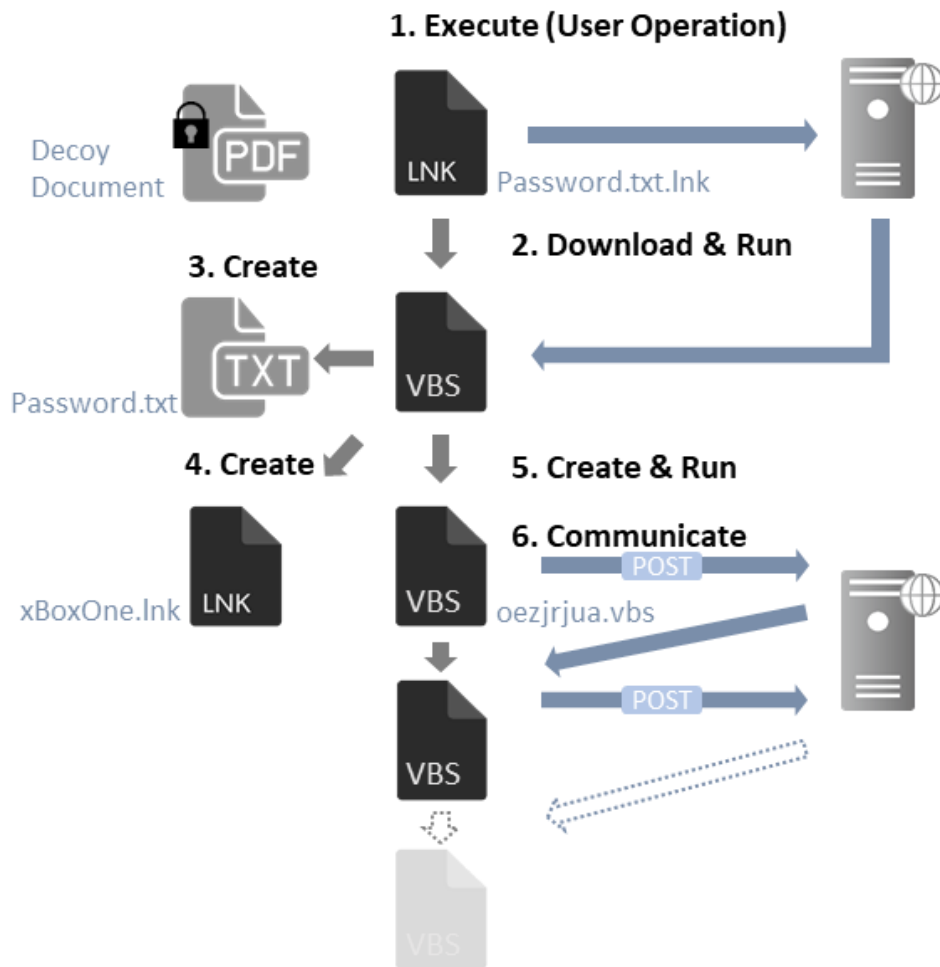 1. Execute (User Operation)
Decoy
Document
PDF
LNK
Password.txt.lnk
2. Download & Run
3. Create
TXT
VBS
Password.txt
4. Create
5. Create & Run
6. Communicate
POST
xBoxOne.lnk
LNK
VBS
oezjrjua.vbs
POST
VBS
VBS